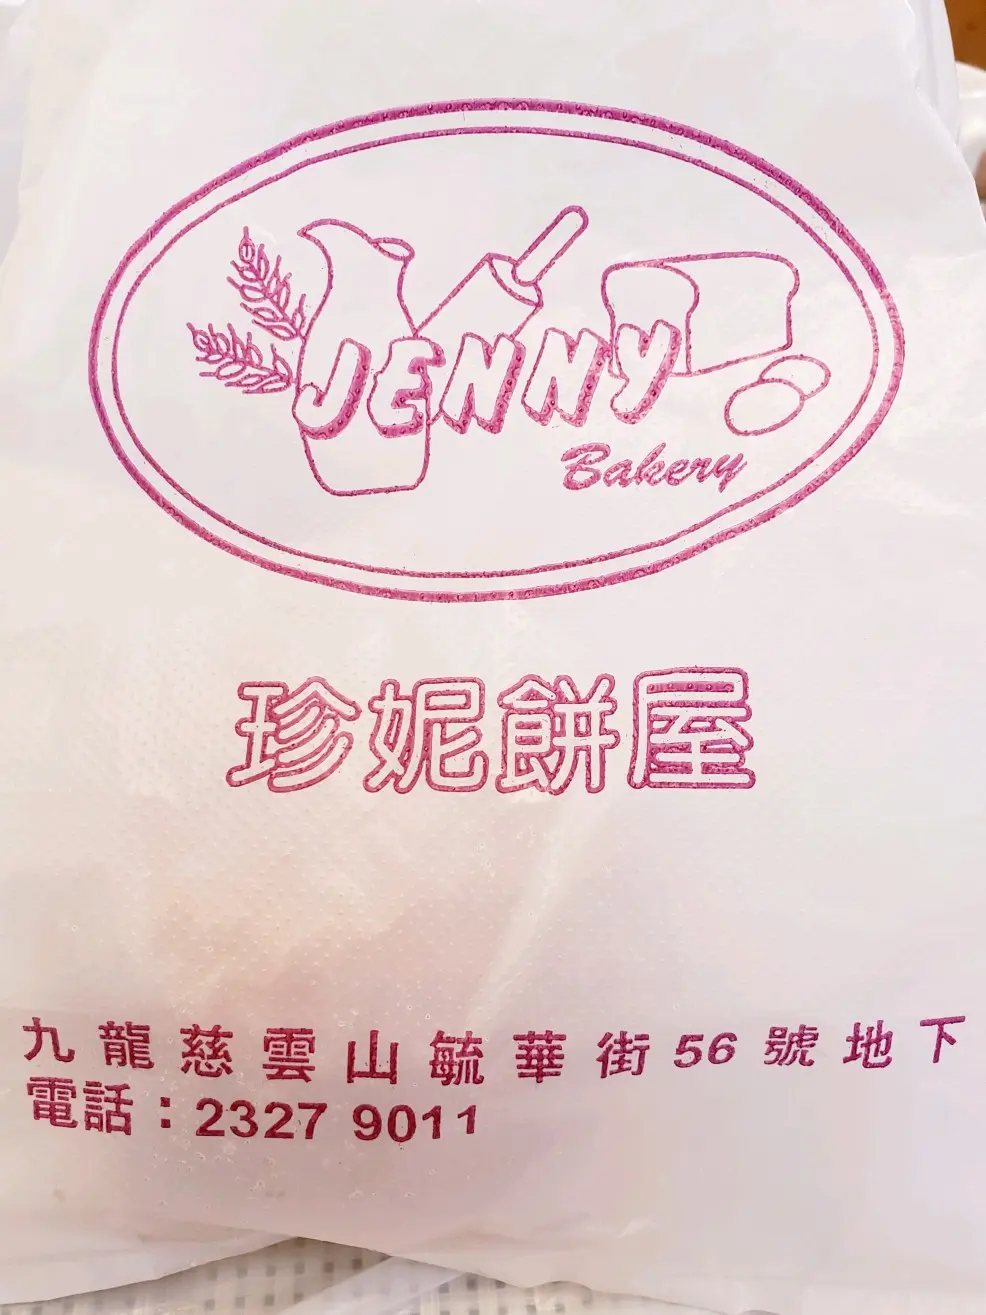 JENNY
Bakery
珍妮餅屋
九龍慈雲山毓華街56號地下
電話：2327 9011